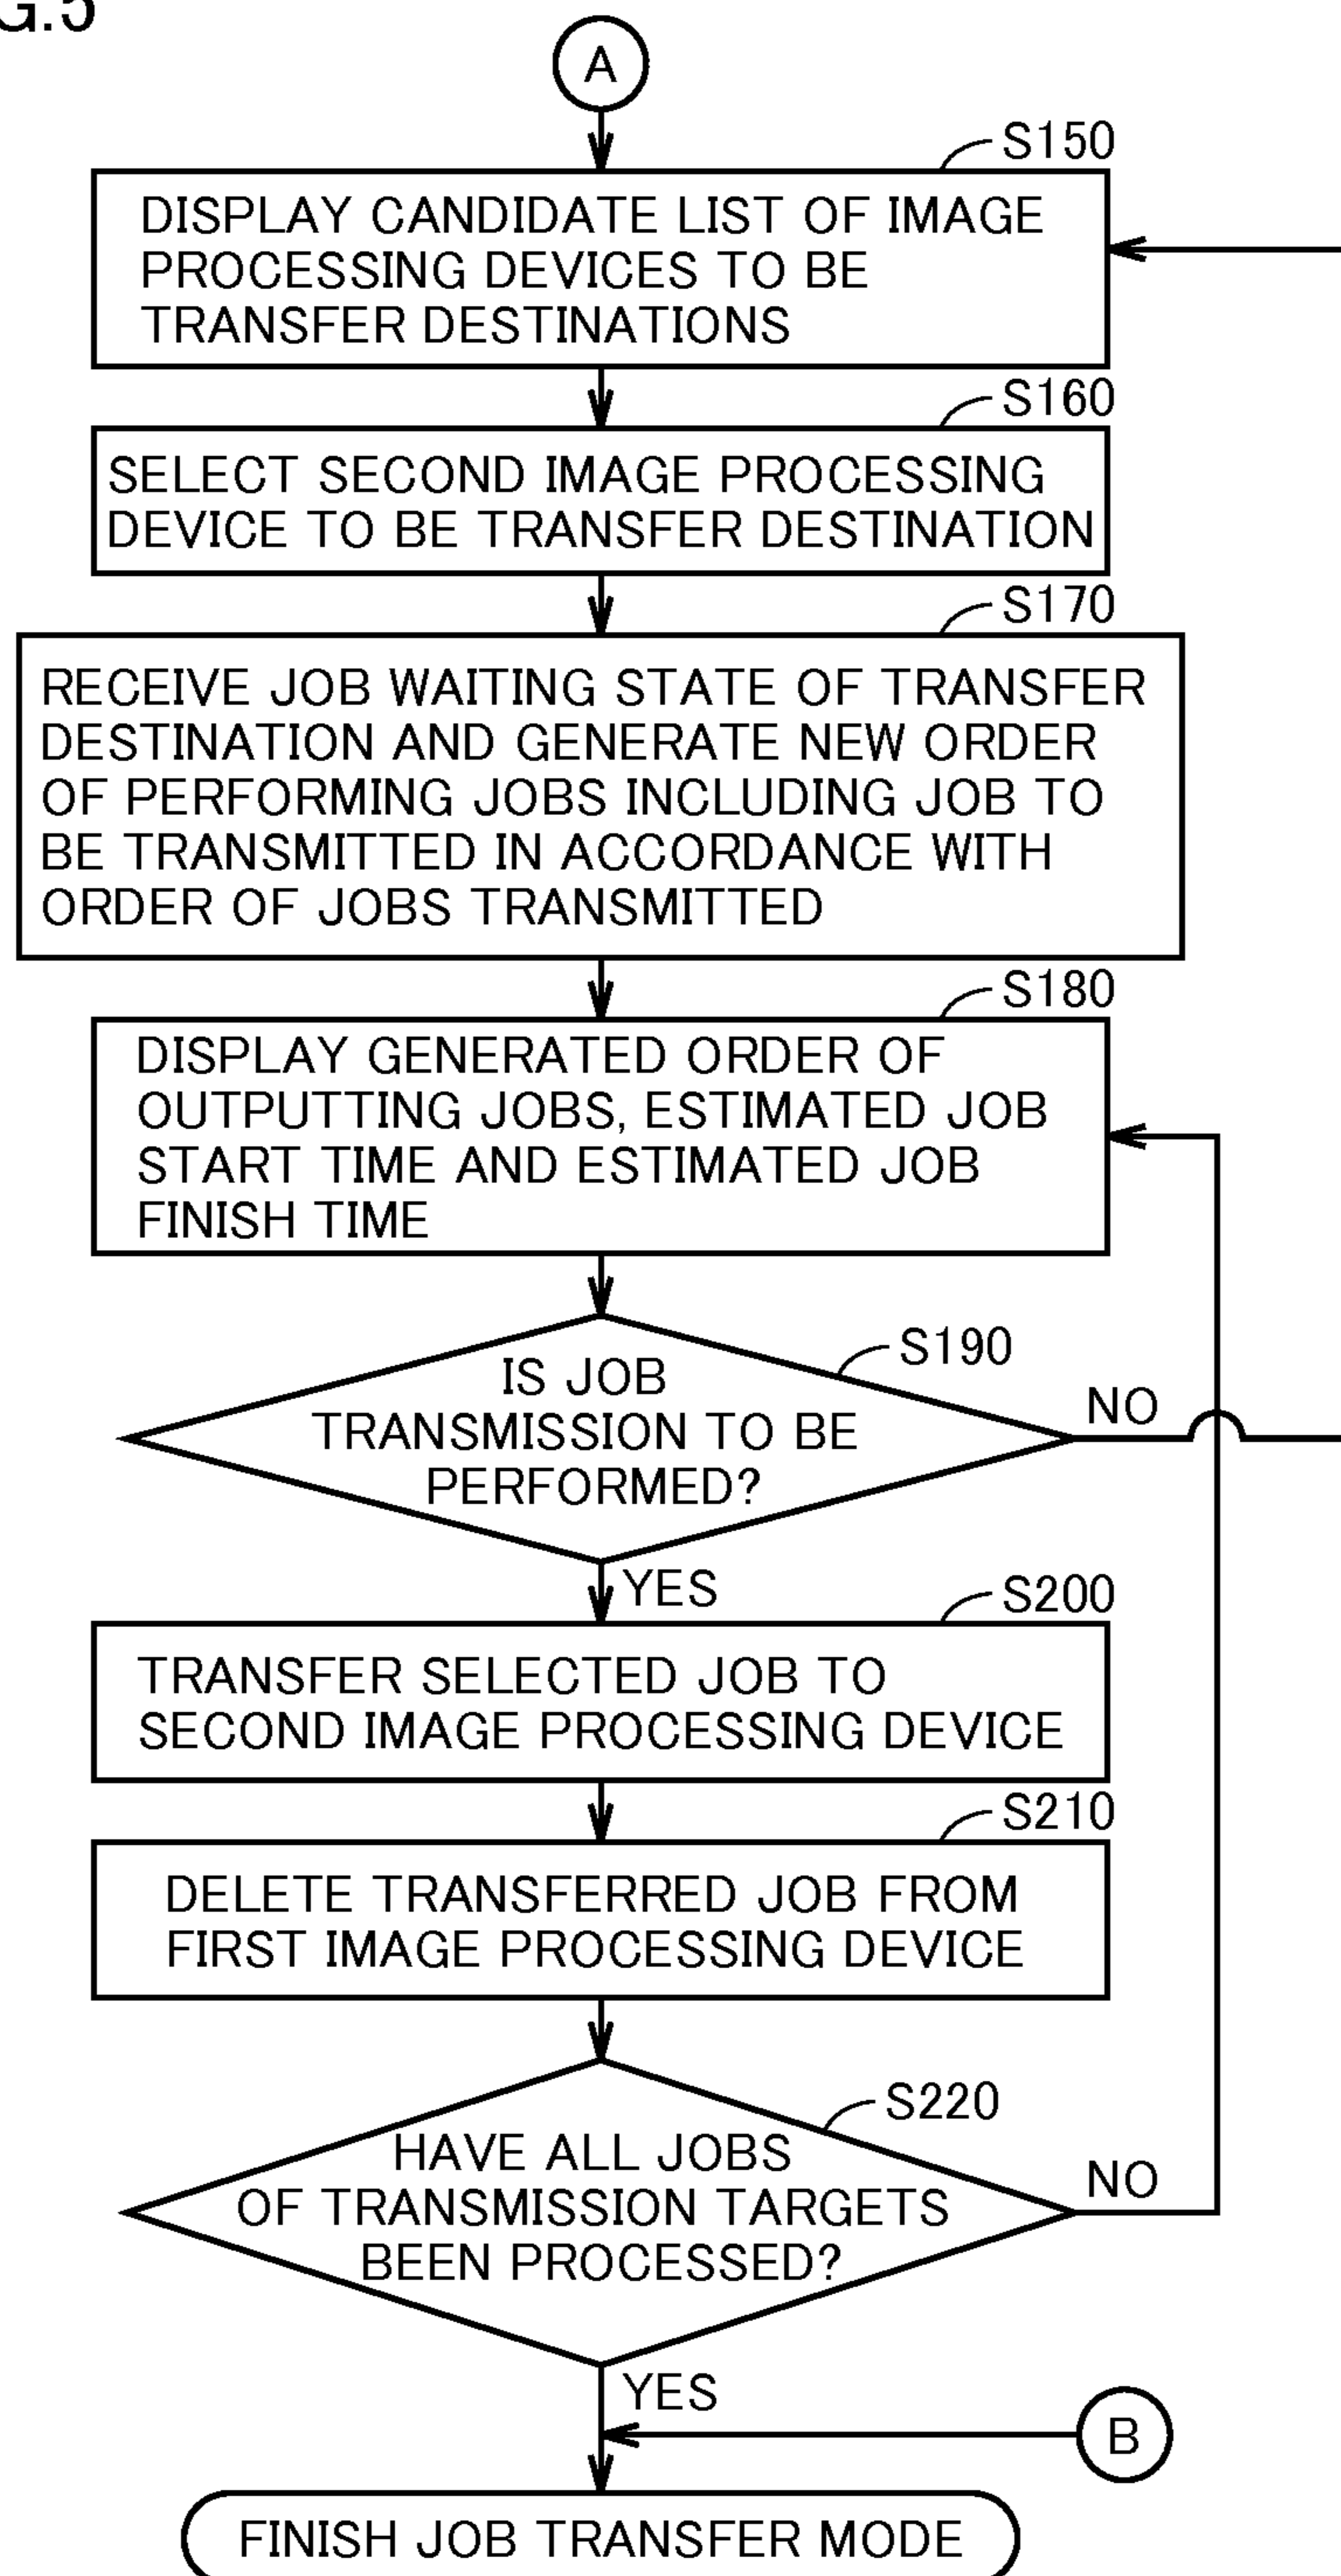 G.5
A
S150
DISPLAY CANDIDATE LIST OF IMAGE
PROCESSING DEVICES TO BE
TRANSFER DESTINATIONS
S160
SELECT SECOND IMAGE PROCESSING
DEVICE TO BE TRANSFER DESTINATION
S170
RECEIVE JOB WAITING STATE OF TRANSFER
DESTINATION AND GENERATE NEW ORDER
OF PERFORMING JOBS INCLUDING JOB TO
BE TRANSMITTED IN ACCORDANCE WITH
ORDER OF JOBS TRANSMITTED
S180
DISPLAY GENERATED ORDER OF
OUTPUTTING JOBS, ESTIMATED JOB
START TIME AND ESTIMATED JOB
FINISH TIME
S190
IS JOB
TRANSMISSION TO BE
PERFORMED?
NO
YES
S200
TRANSFER SELECTED JOB TO
SECOND IMAGE PROCESSING DEVICE
S210
DELETE TRANSFERRED JOB FROM
FIRST IMAGE PROCESSING DEVICE
S220
HAVE ALL JOBS
OF TRANSMISSION TARGETS
BEEN PROCESSED?
NO
YES
B
FINISH JOB TRANSFER MODE